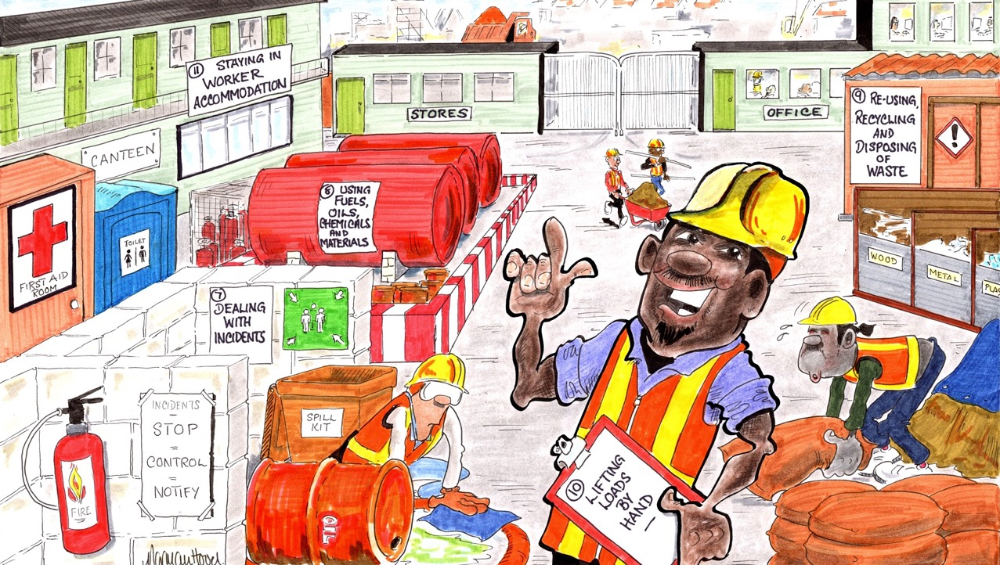 ⑪ STAYING IN
WORKER
ACCOMMODATION
CANTEEN
STORES
OFFICE
⑨ RE-USING,
RECYCLING
AND
DISPOSING
OF
WASTE
!
FIRST AID
ROOM
TOILET
⑧ USING
FUELS,
OILS,
CHEMICALS
AND
MATERIALS
WOOD
METAL
PLAS
⑦
DEALING
WITH
INCIDENTS
SPILL
KIT
INCIDENTS
STOP
=
CONTROL
=
NOTIFY
FIRE
OIL
⑩ LIFTING
LOADS
BY
HAND